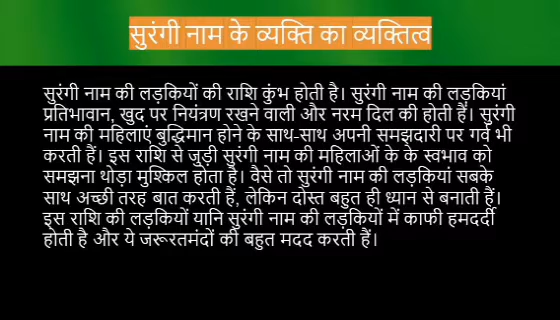 सुरंगी नाम के व्यक्ति का व्यक्तित्व
सुरंगी नाम की लड़कियों की राशि कुंभ होती है। सुरंगी नाम की लड़कियां
प्रतिभावान, खुद पर नियंत्रण रखने वाली और नरम दिल की होती हैं। सुरंगी
नाम की महिलाएं बुद्धिमान होने के साथ-साथ अपनी समझदारी पर गर्व भी
करती हैं। इस राशि से जुड़ी सुरंगी नाम की महिलाओं के के स्वभाव को
समझना थोड़ा मुश्किल होता है। वैसे तो सुरंगी नाम की लड़कियां सबके
साथ अच्छी तरह बात करती हैं, लेकिन दोस्त बहुत ही ध्यान से बनाती हैं।
इस राशि की लड़कियों यानि सुरंगी नाम की लड़कियों में काफी हमदर्दी
होती है और ये जरूरतमंदों की बहुत मदद करती हैं।